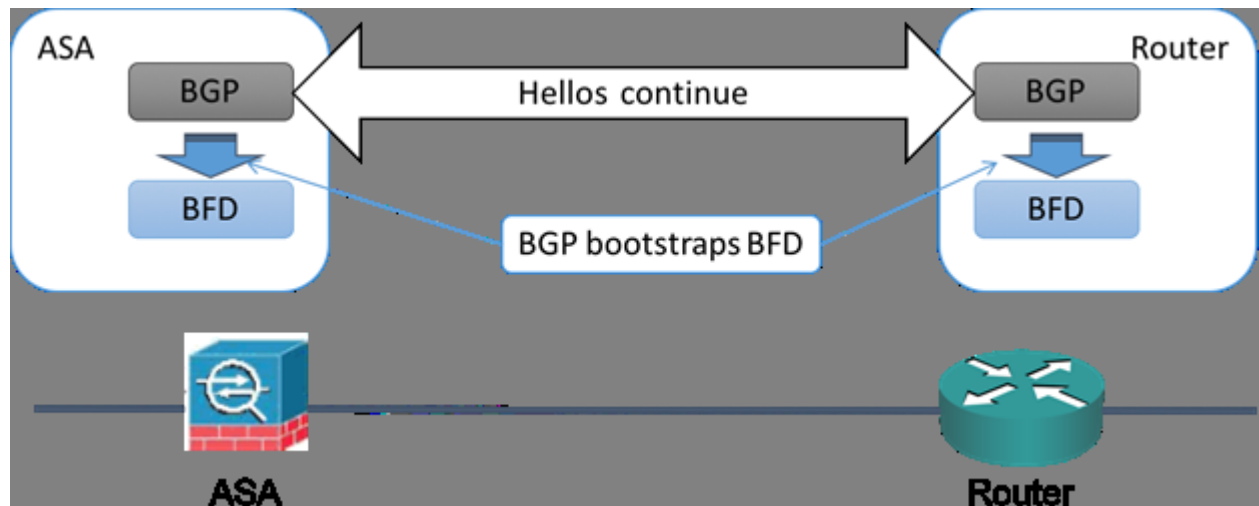 ASA
Router
BGP
Hellos continue
BGP
BFD
BFD
BGP bootstraps BFD
ASA
Router